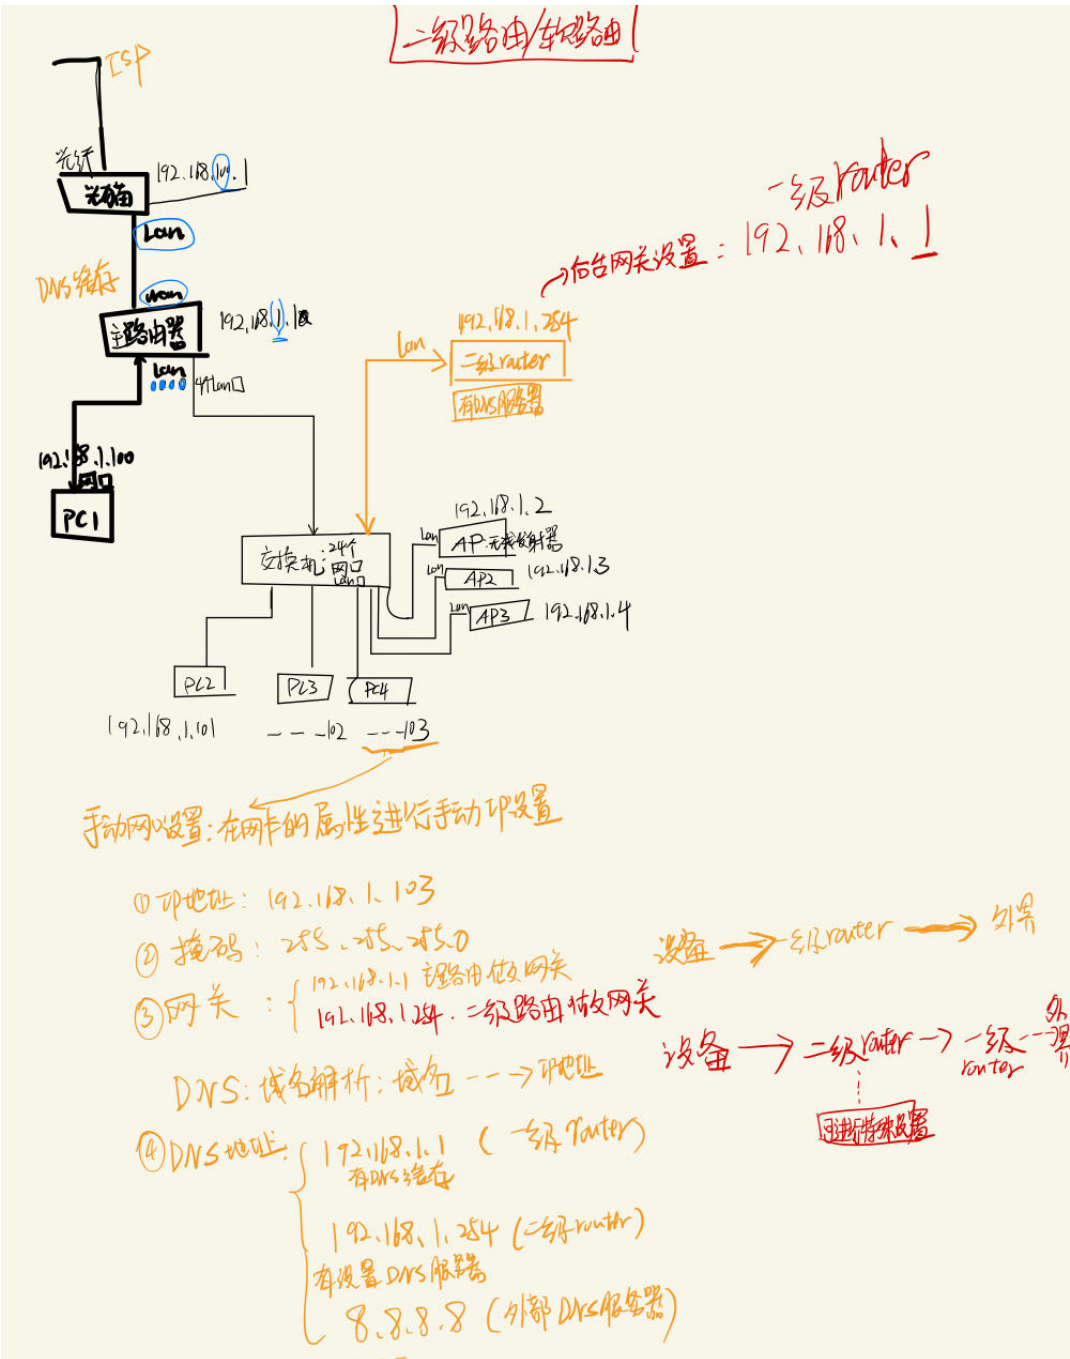 二级路由/软路由
ISP
光纤
光猫
192.168.100.1
Lan
DNS缓存
wan
主路由器
192.168.1.1
Lan
4个Lan口
192.168.1.100
网口
PC1
一级router
后台网关设置: 192.168.1.1
192.168.1.254
Lan
二级router
有DNS服务器
交换机:24个
网口
Lan口
192.168.1.2
Lan
AP:无线发射器
Lan
AP2
192.168.1.3
Lan
AP3
192.168.1.4
PC2
PC3
PC4
192.168.1.101
---102
---103
手动网络设置:在网卡的属性进行手动IP设置
①IP地址: 192.168.1.103
②掩码: 255.255.255.0
③网关: 192.168.1.1 主路由做网关
192.168.1.254. 二级路由做网关
设备 → 一级router → 外界
设备 → 二级router → 一级router --- 外界
可进行特殊设置
DNS:域名解析:域名 ---> IP地址
④DNS地址: 192.168.1.1 (一级router)
有DNS缓存
192.168.1.254 (二级router)
有设置DNS服务器
8.8.8.8 (外部DNS服务器)